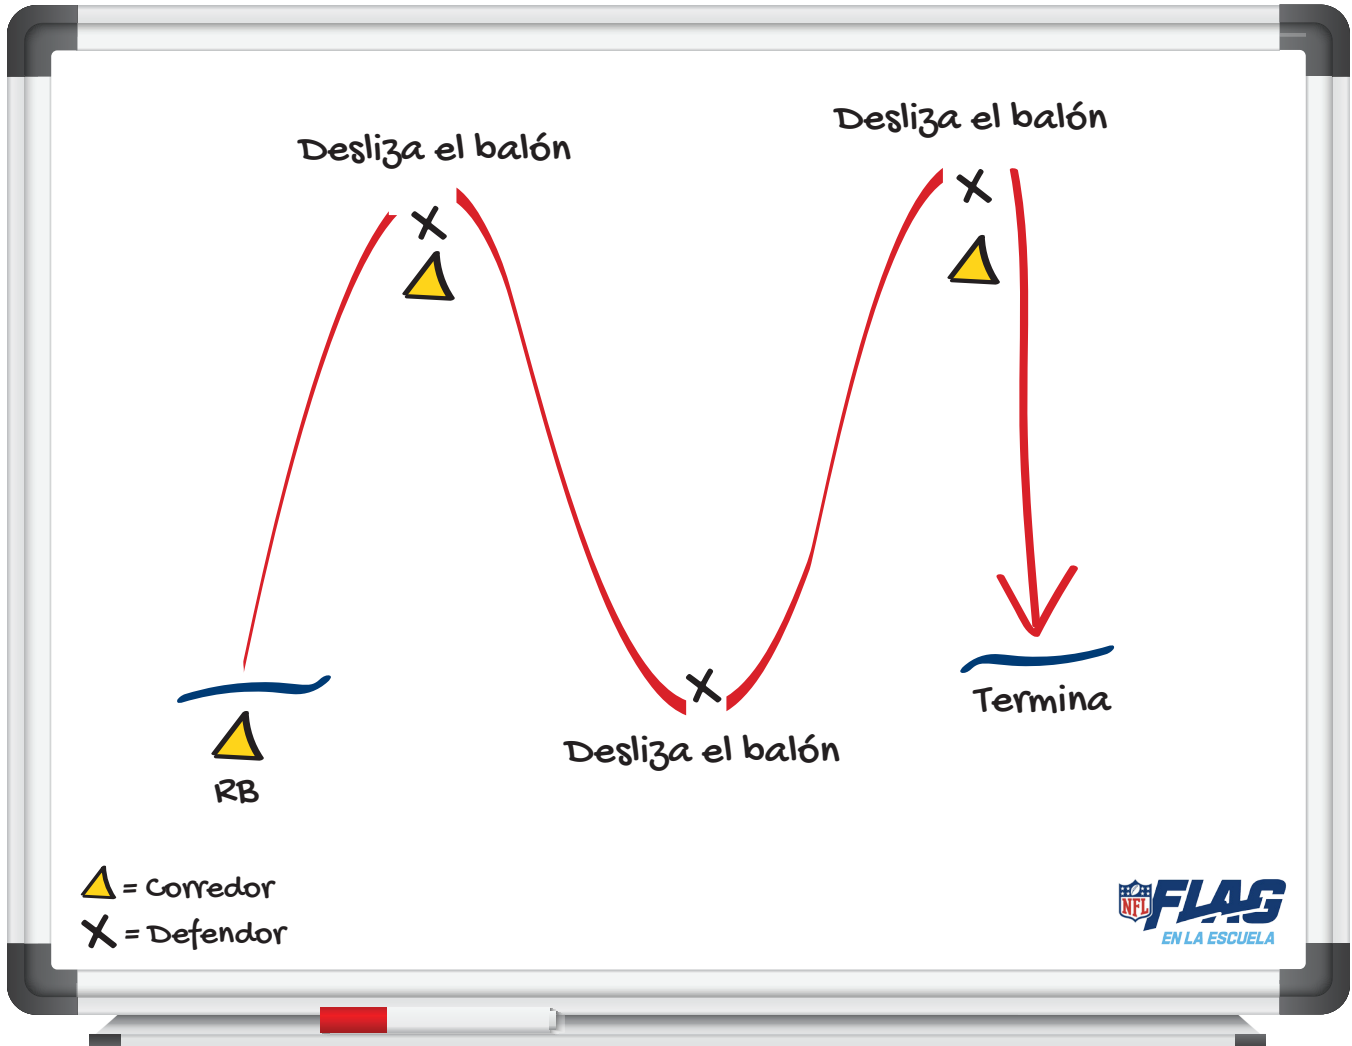 Desliza el balón
Desliza el balón
Desliza el balón
Termina
RB
= Corredor
= Defendor
NFL
FLAG
EN LA ESCUELA